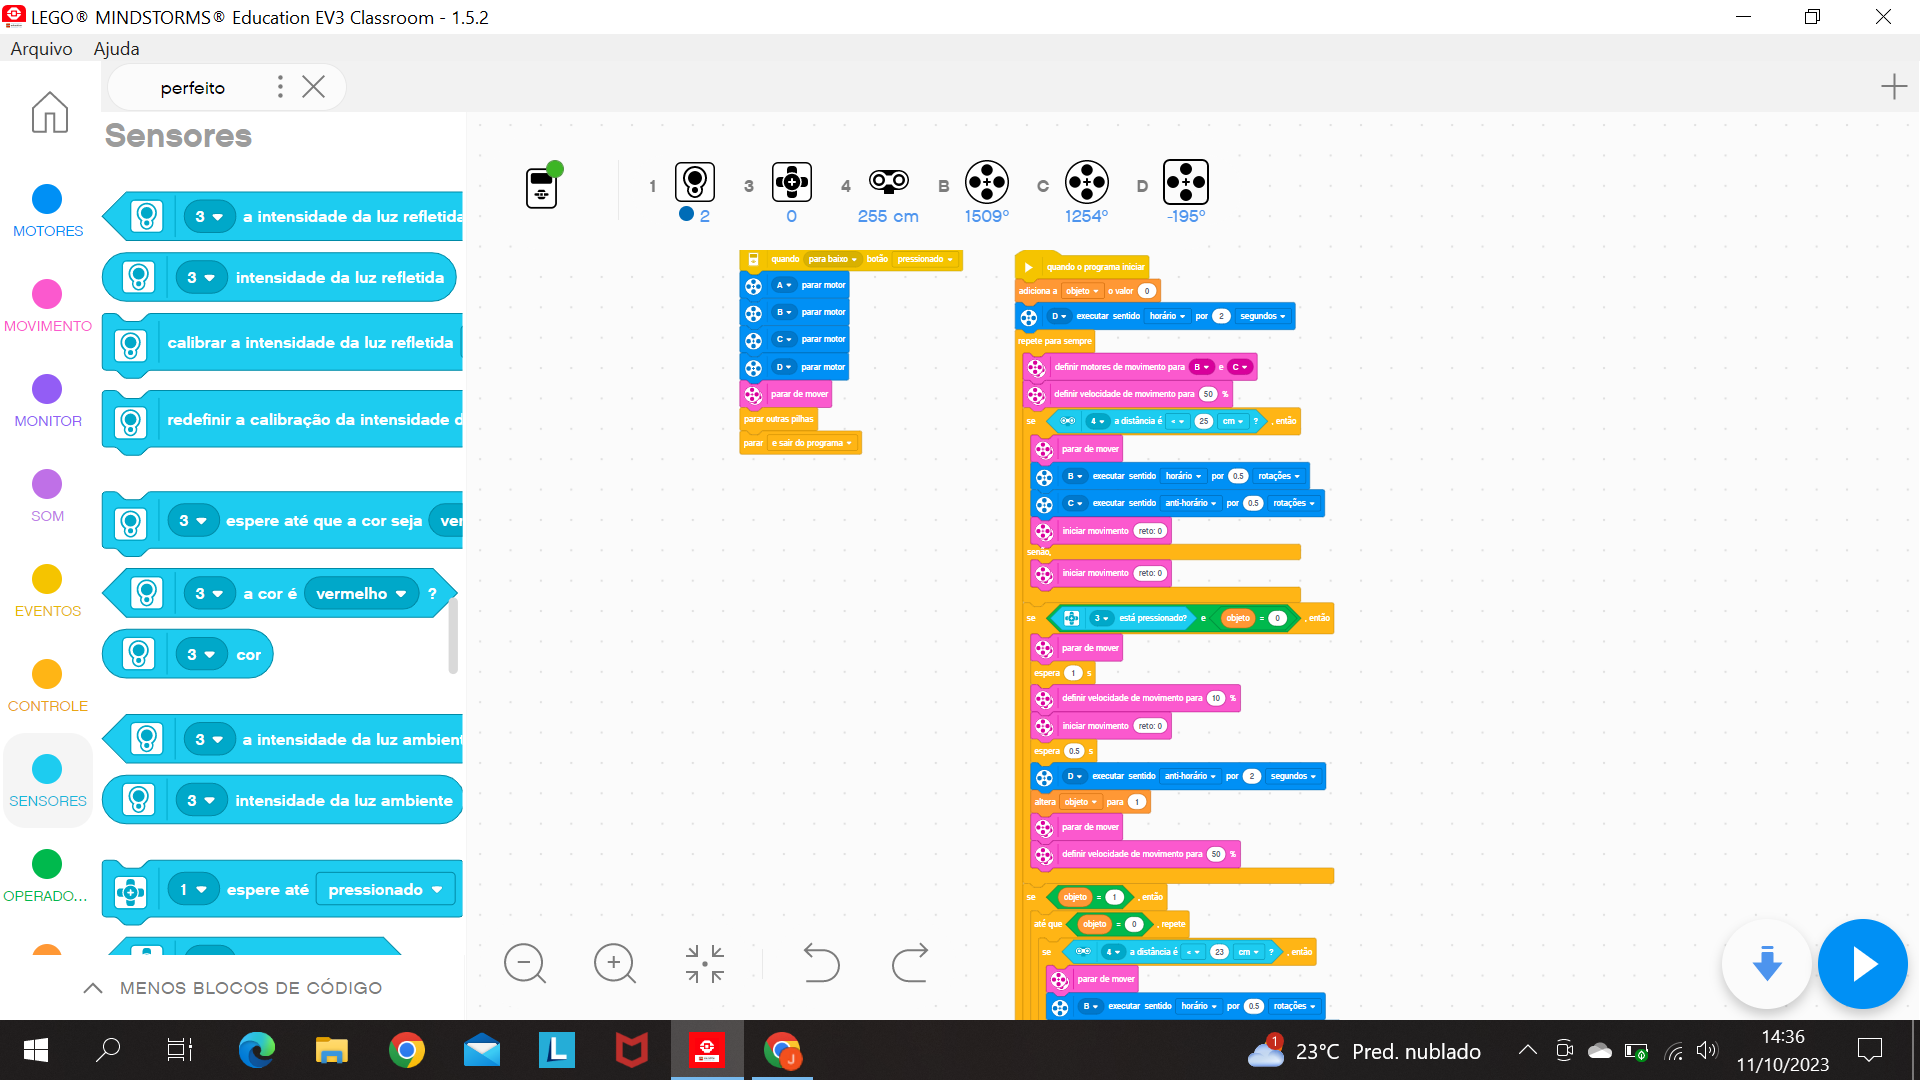 LEGO® MINDSTORMS® Education EV3 Classroom - 1.5.2
Arquivo Ajuda
perfeito
Sensores
MOTORES
MOVIMENTO
MONITOR
SOM
EVENTOS
CONTROLE
SENSORES
OPERADO...
3 a intensidade da luz refletida
3 intensidade da luz refletida
calibrar a intensidade da luz refletida
redefinir a calibração da intensidade d
3 espere até que a cor seja ver
3 a cor é vermelho ?
3 cor
3 a intensidade da luz ambient
3 intensidade da luz ambiente
1 espere até pressionado
MENOS BLOCOS DE CÓDIGO
1 3 4 B C D
2 0 255 cm 1509° 1254° -195°
quando para baixo botão pressionado
A parar motor
B parar motor
C parar motor
D parar motor
parar de mover
parar outras pilhas
parar e sair do programa
quando o programa iniciar
adiciona a objeto o valor 0
D executar sentido horário por 2 segundos
repete para sempre
definir motores de movimento para B e C
definir velocidade de movimento para 50 %
se 4 a distância é < 25 cm ? , então
parar de mover
B executar sentido horário por 0.5 rotações
C executar sentido anti-horário por 0.5 rotações
iniciar movimento reto: 0
senão,
iniciar movimento reto: 0
se 3 está pressionado? e objeto = 0 , então
parar de mover
espera 1 s
definir velocidade de movimento para 10 %
iniciar movimento reto: 0
espera 0.5 s
D executar sentido anti-horário por 2 segundos
altera objeto para 1
parar de mover
definir velocidade de movimento para 50 %
se objeto = 1 , então
até que objeto = 0 , repete
se 4 a distância é < 23 cm ? , então
parar de mover
B executar sentido horário por 0.5 rotações
L
J
1
23°C Pred. nublado
14:36
11/10/2023